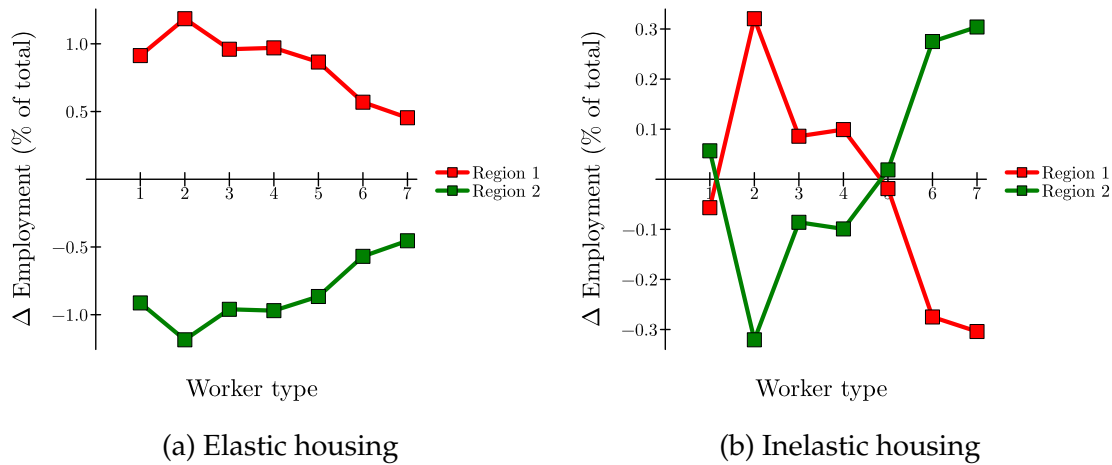 Δ Employment (% of total)
1.0
0.5
−0.5
−1.0
1 2 3 4 5 6 7
Region 1
Region 2
Worker type
(a) Elastic housing
Δ Employment (% of total)
0.3
0.2
0.1
−0.1
−0.2
−0.3
1 2 3 4 5 6 7
Region 1
Region 2
Worker type
(b) Inelastic housing